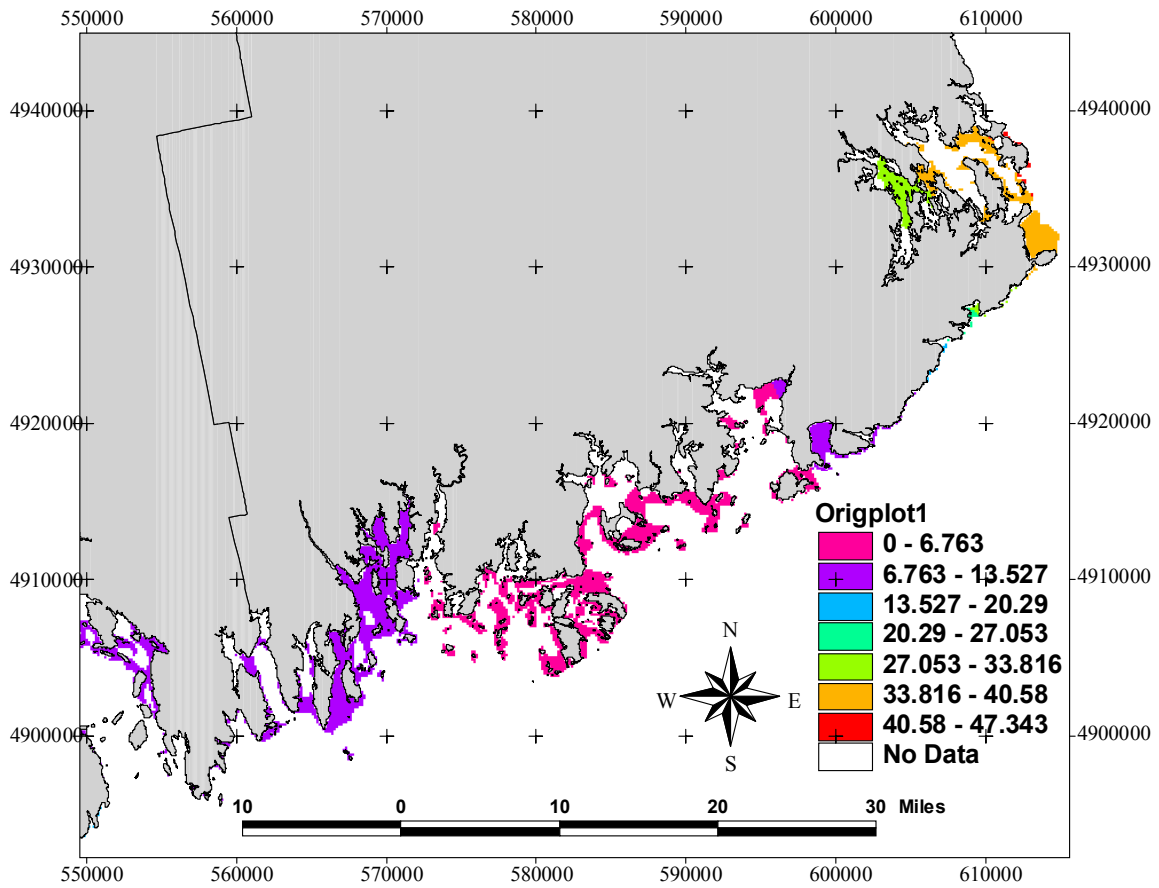 550000 560000 570000 580000 590000 600000 610000
4940000 4940000
4930000 4930000
4920000 4920000
Origplot1
0 - 6.763
6.763 - 13.527
4910000 4910000
13.527 - 20.29
20.29 - 27.053
N
27.053 - 33.816
W E
33.816 - 40.58
40.58 - 47.343
4900000 4900000
No Data
S
10 0 10 20 30 Miles
550000 560000 570000 580000 590000 600000 610000